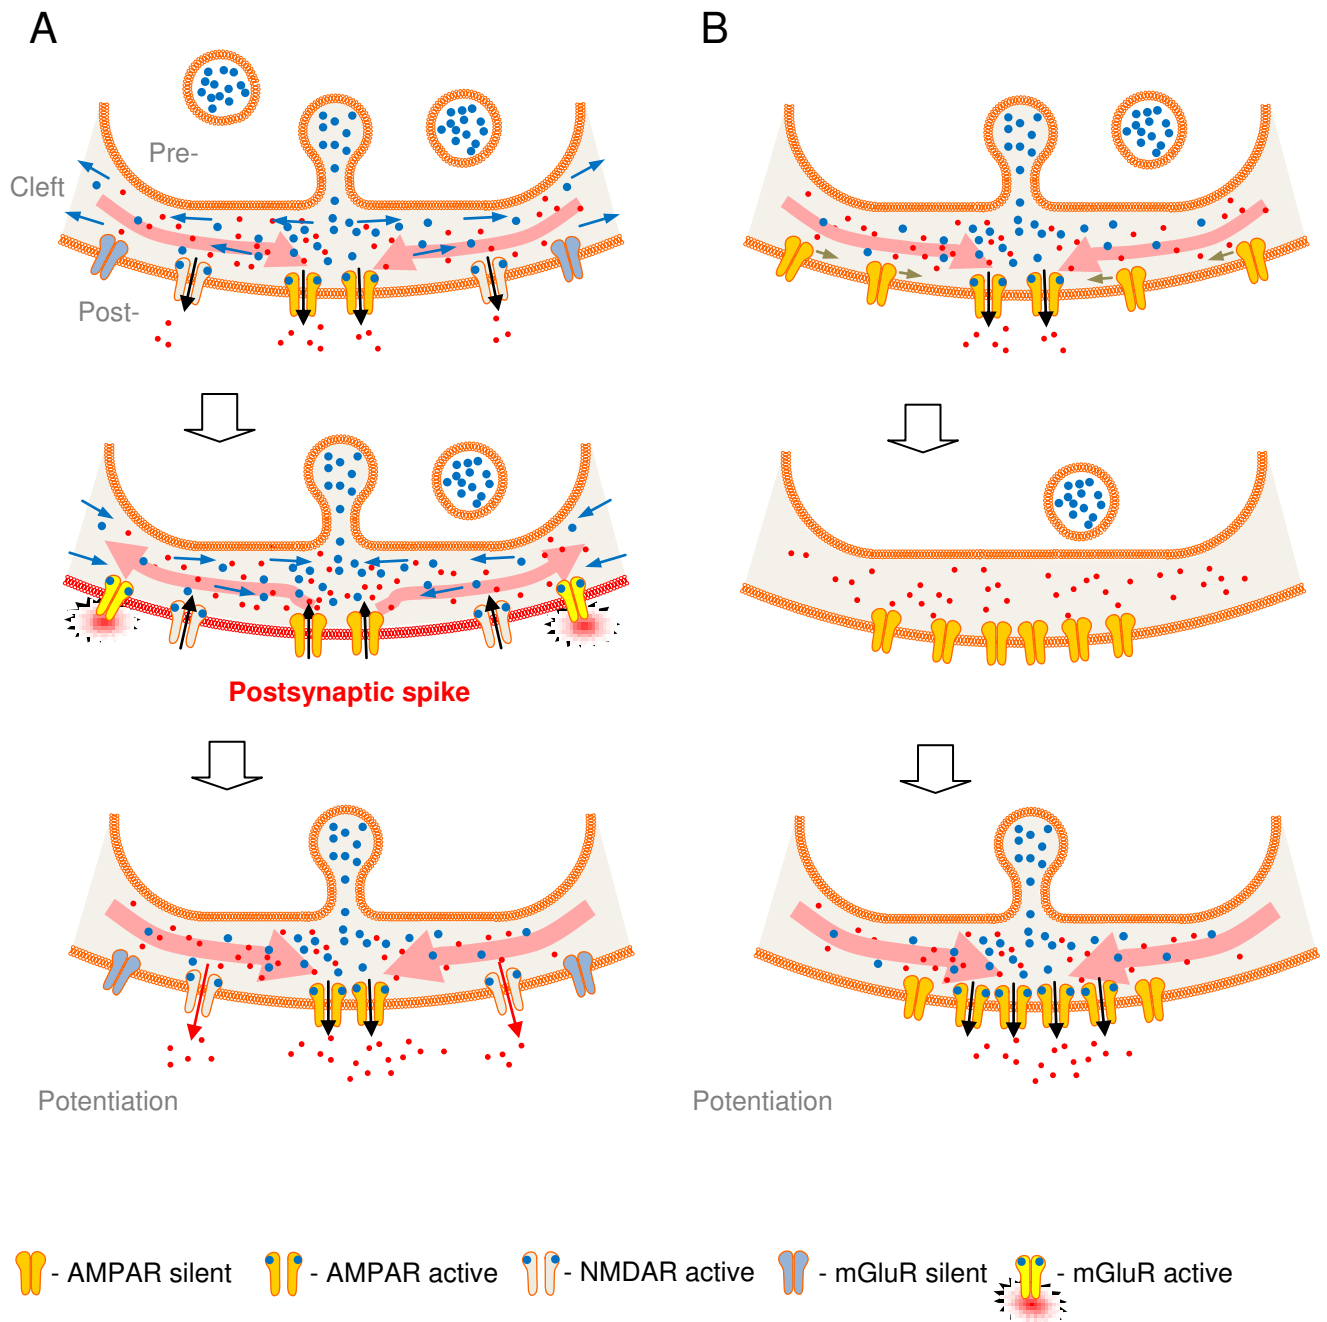 A
B
Pre-
Cleft
Post-
Postsynaptic spike
Potentiation
Potentiation
- AMPAR silent
- AMPAR active
- NMDAR active
- mGluR silent
- mGluR active